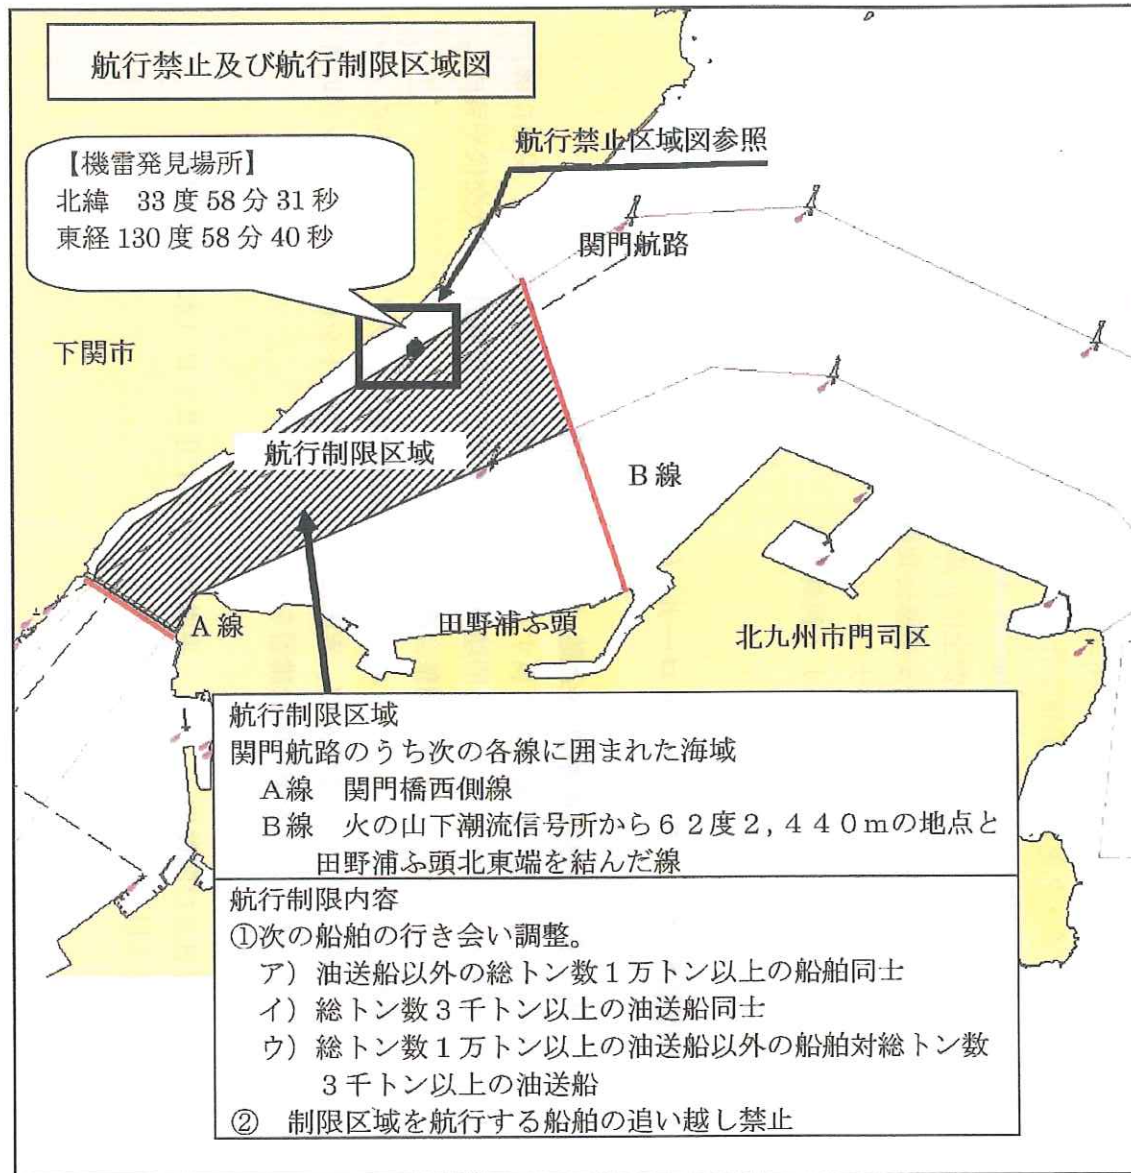 航行禁止及び航行制限区域図
航行禁止区域図参照
【機雷発見場所】
北緯　33度58分31秒
東経130度58分40秒
関門航路
下関市
航行制限区域
B線
A線
田野浦ふ頭
北九州市門司区
航行制限区域
関門航路のうち次の各線に囲まれた海域
A線　関門橋西側線
B線　火の山下潮流信号所から62度2,440mの地点と
田野浦ふ頭北東端を結んだ線
航行制限内容
①次の船舶の行き会い調整。
ア）油送船以外の総トン数1万トン以上の船舶同士
イ）総トン数3千トン以上の油送船同士
ウ）総トン数1万トン以上の油送船以外の船舶対総トン数
3千トン以上の油送船
②　制限区域を航行する船舶の追い越し禁止